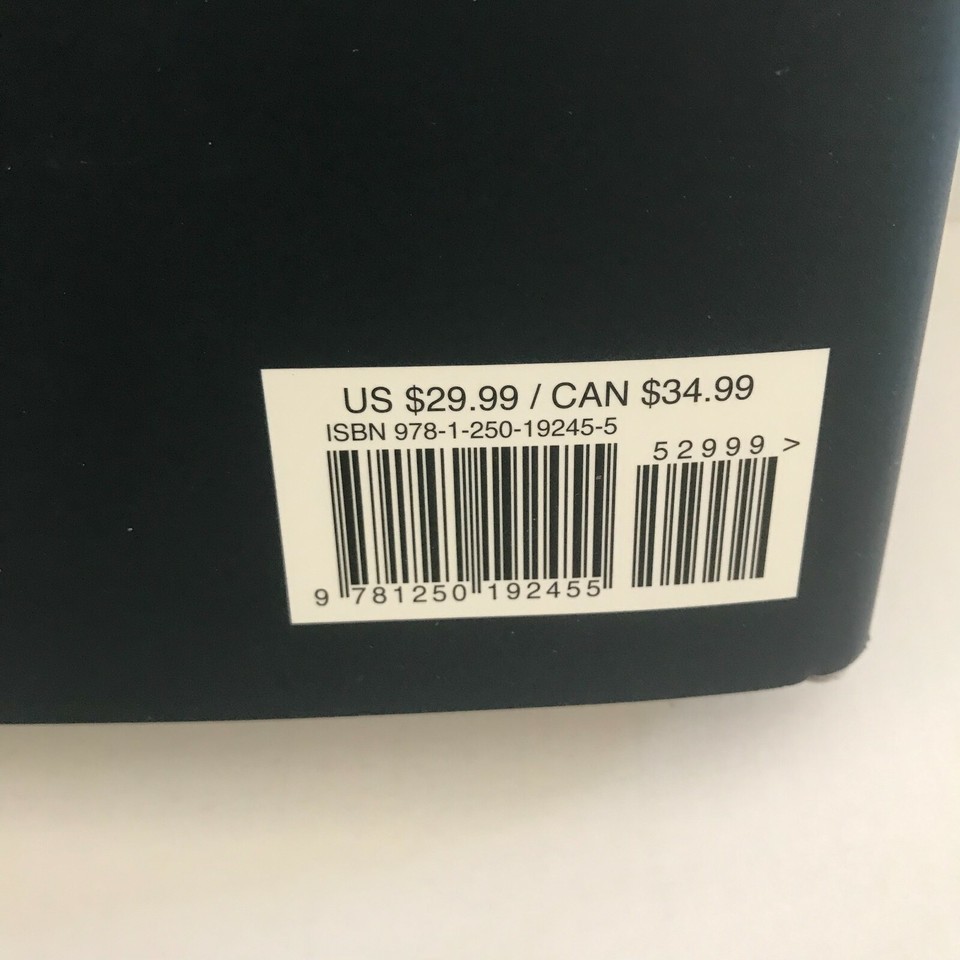 US $29.99 / CAN $34.99
ISBN 978-1-250-19245-5
52999 >
9 781250 192455